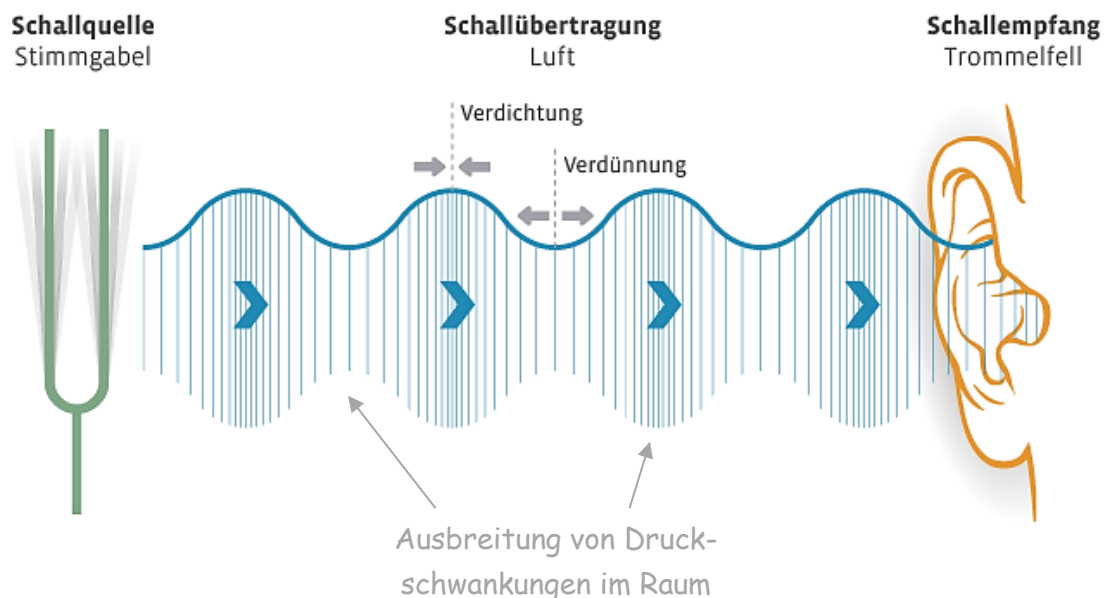 Schallquelle
Stimmgabel
Schallübertragung
Luft
Schallempfang
Trommelfell
Verdichtung
Verdünnung
Ausbreitung von Druck-
schwankungen im Raum